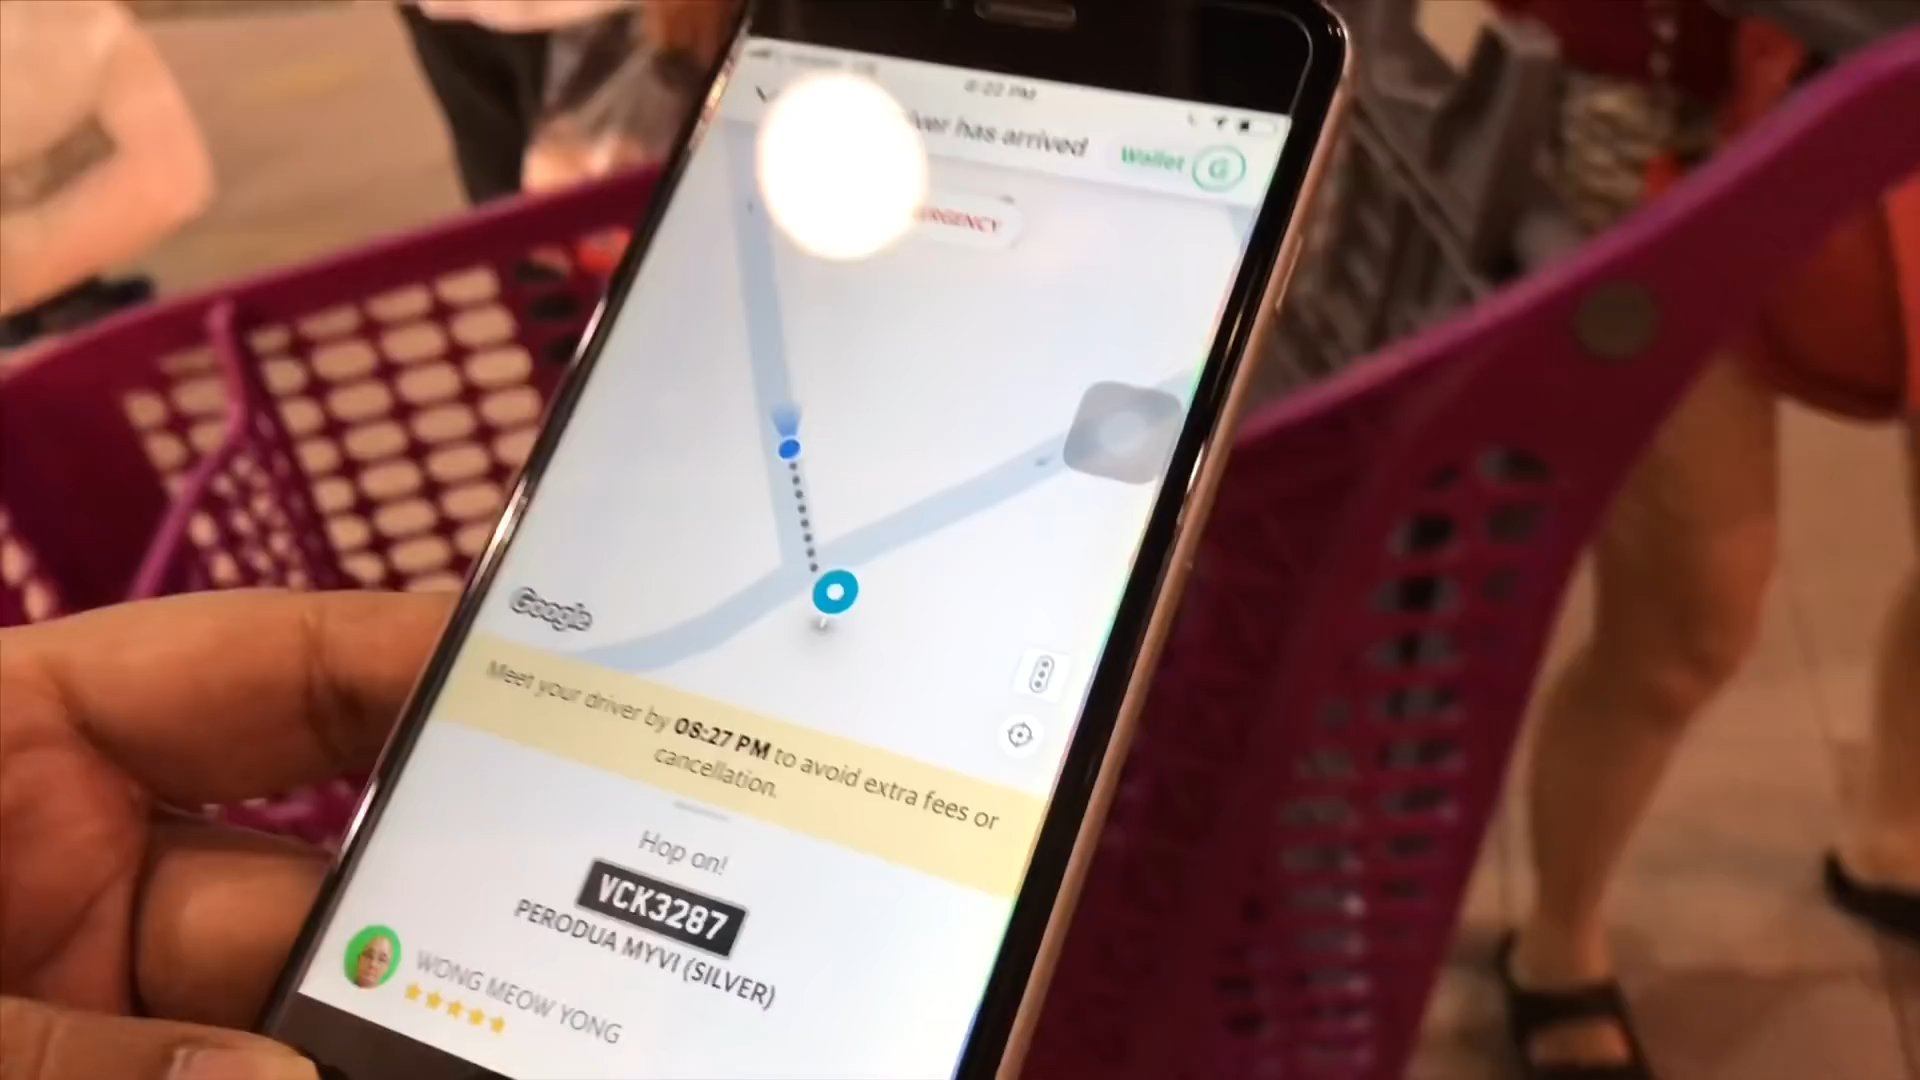 8:22 PM
iver has arrived
Wallet G
RGENCY
Google
Meet your driver by 08:27 PM to avoid extra fees or
cancellation.
Hop on!
VCK3287
PERODUA MYVI (SILVER)
WONG MEOW YONG